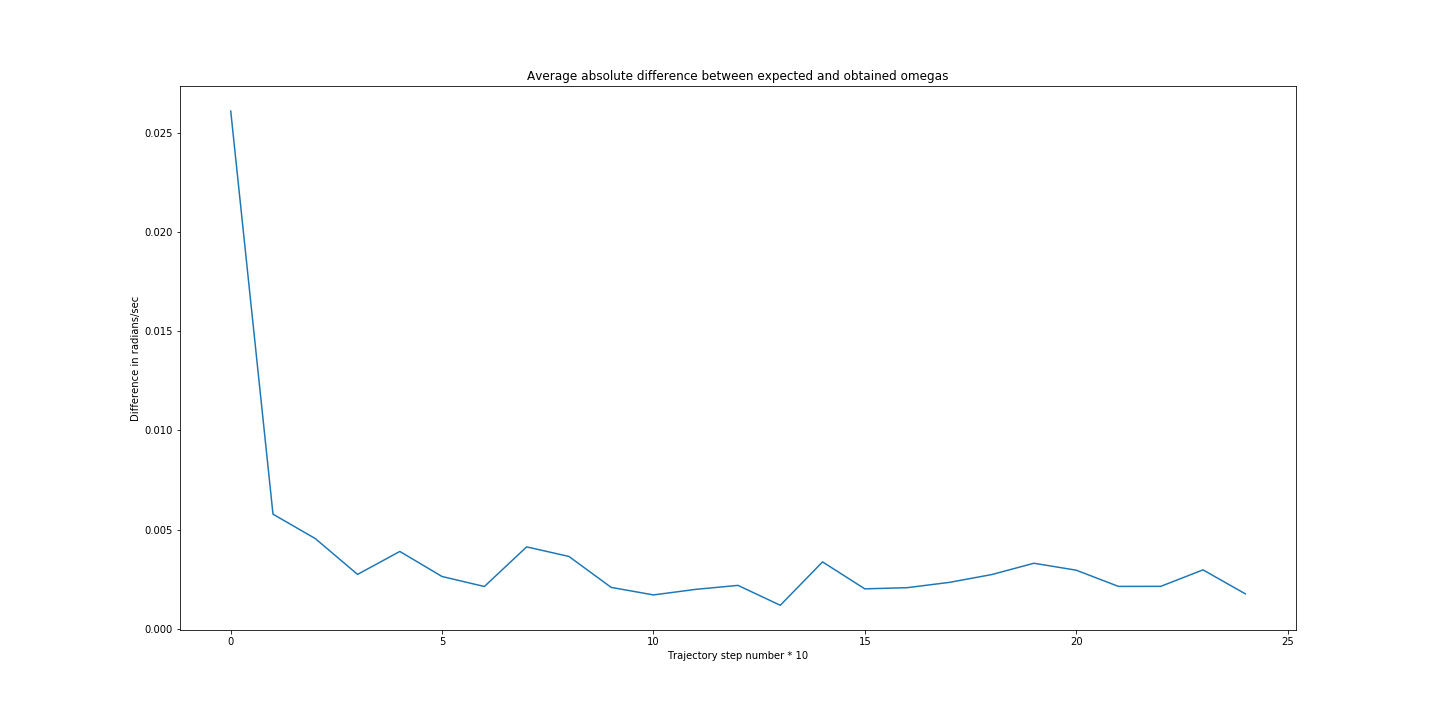 Average absolute difference between expected and obtained omegas
Difference in radians/sec
0.025
0.020
0.015
0.010
0.005
0.000
0 5 10 15 20 25
Trajectory step number * 10